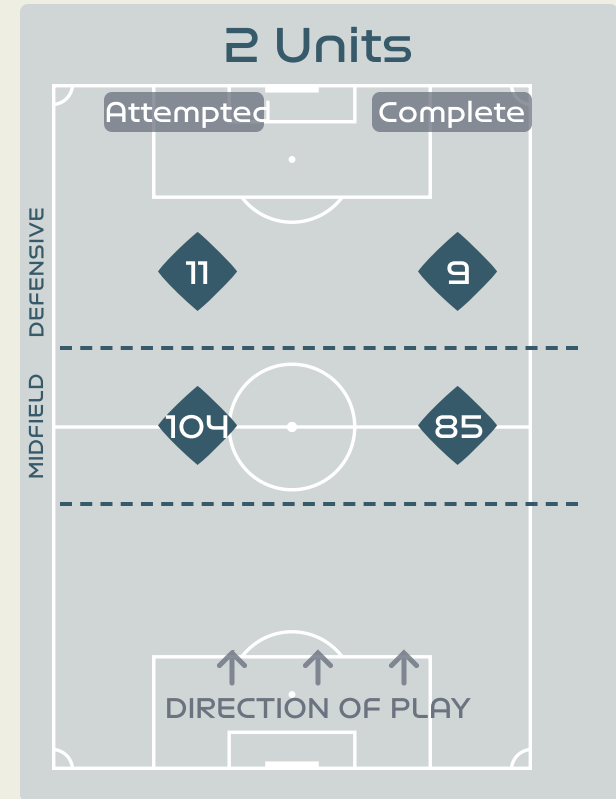 2 Units
Attempted Complete
DEFENSIVE
11 9
MIDFIELD
104 85
DIRECTION OF PLAY